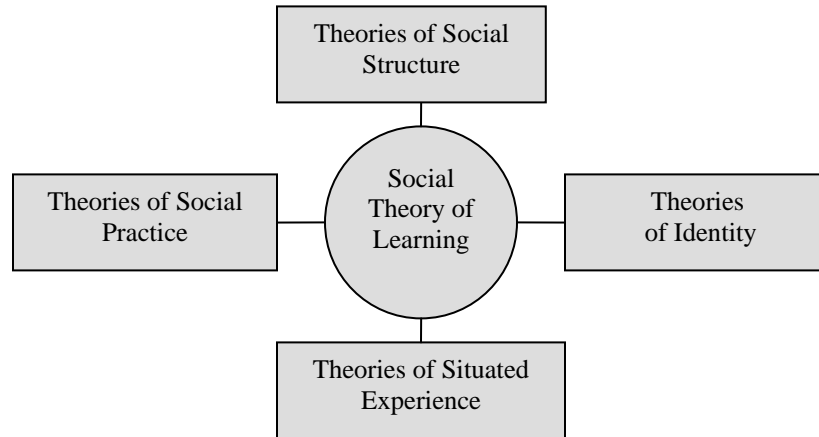 Theories of Social
Structure
Theories of Social
Practice
Social
Theory of
Learning
Theories
of Identity
Theories of Situated
Experience